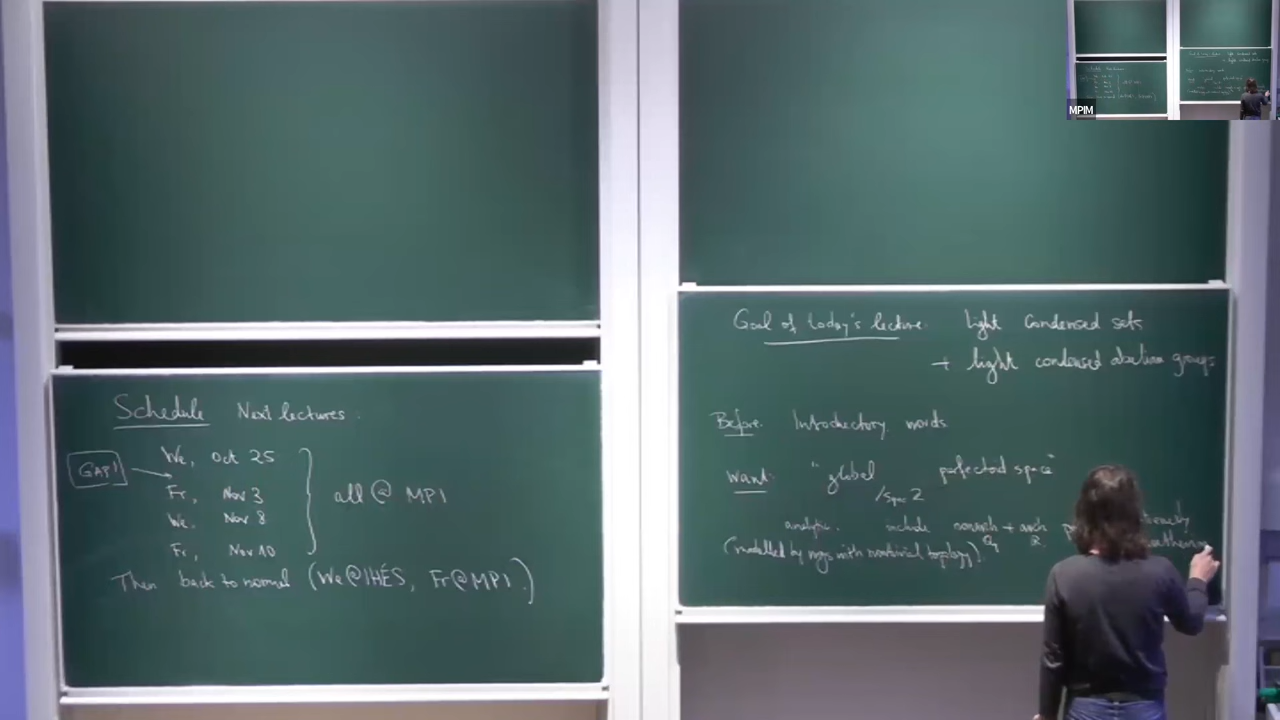 Schedule Next lectures:
GAP!
We, Oct 25
Fr, Nov 3
We, Nov 8
Fr, Nov 10
all @ MPI
Then back to normal (We@IHÉS, Fr@MPI.)
Goal of today's lecture: light condensed sets
+ light condensed abelian groups
Before: Introductory words.
Want: "global perfectoid space"
/Spec Z
analytic. include nonarch + arch
(modelled by rings with nontrivial topology). R
MPIM